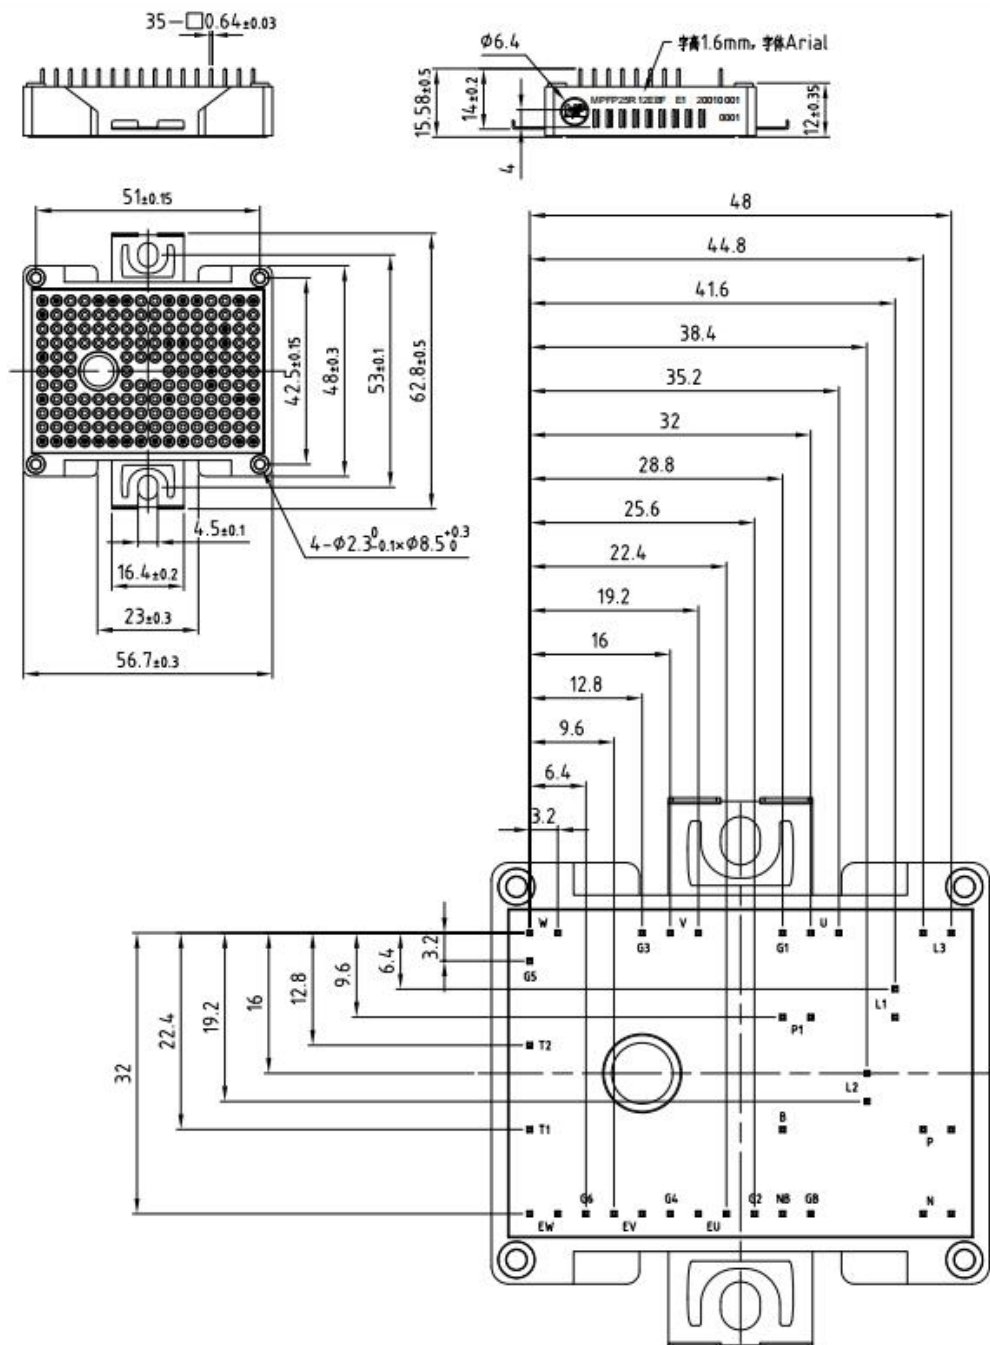 35-□0.64±0.03
Φ6.4
字高1.6mm, 字体Arial
15.58±0.5
14±0.2
4
MPFP25R12EBF E1 20010001
0001
12±0.35
51±0.15
42.5±0.15
48±0.3
53±0.1
62.8±0.5
4.5±0.1
4-Φ2.3 0 -0.1×Φ8.5 +0.3 0
16.4±0.2
23±0.3
56.7±0.3
48
44.8
41.6
38.4
35.2
32
28.8
25.6
22.4
19.2
16
12.8
9.6
6.4
3.2
W G3 V G1 U L3
G5
3.2
6.4
9.6
12.8
16
19.2
22.4
32
L1
P1
T2
L2
B
T1
P
G6 G4 G2 NB GB N
EW EV EU